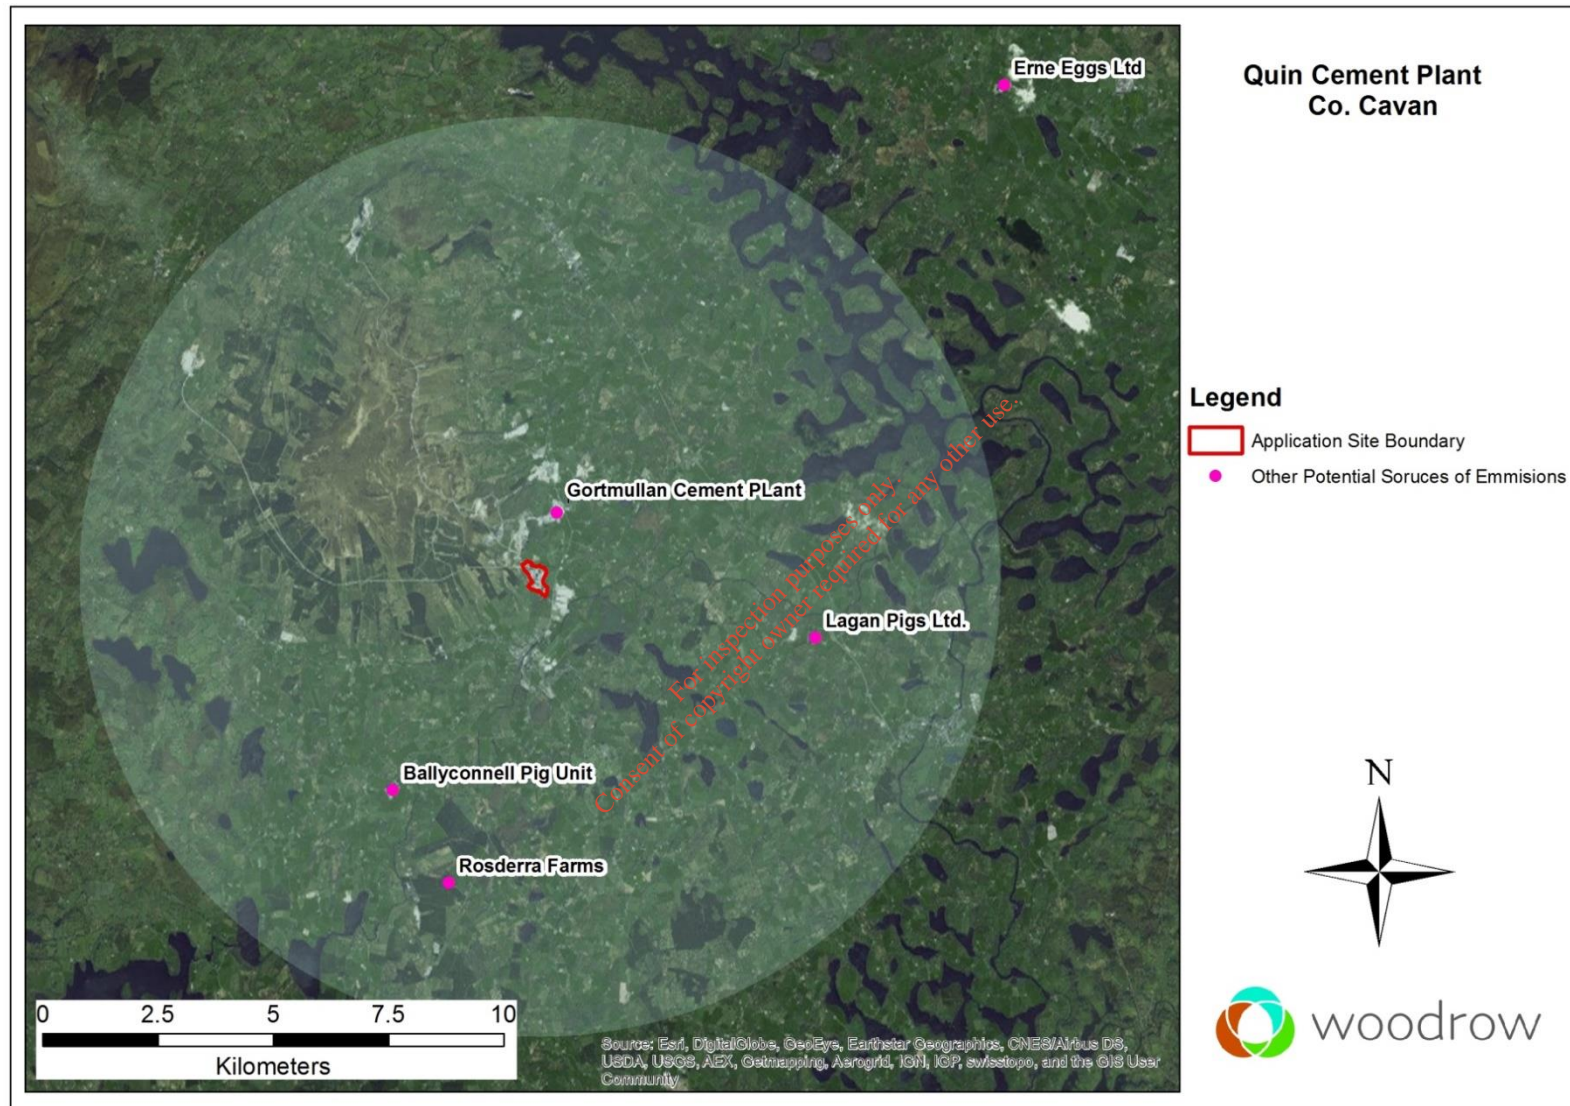 Quin Cement Plant
Co. Cavan
Erne Eggs Ltd
Gortmullan Cement PLant
Lagan Pigs Ltd.
Ballyconnell Pig Unit
Rosderra Farms
For inspection purposes only.
Consent of copyright owner required for any other use.
Legend
Application Site Boundary
Other Potential Soruces of Emmisions
N
0 2.5 5 7.5 10
Kilometers
Source: Esri, DigitalGlobe, GeoEye, Earthstar Geographics, CNES/Airbus DS,
USDA, USGS, AEX, Getmapping, Aerogrid, IGN, IGP, swisstopo, and the GIS User
Community
woodrow